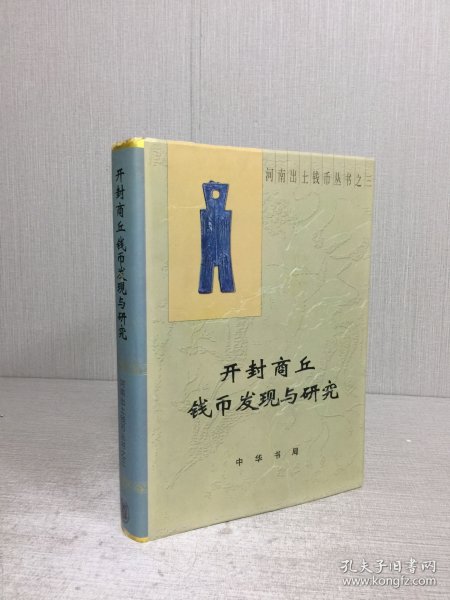 河南出土钱币丛书之三
开封商丘
钱币发现与研究
中华书局
开封商丘钱币发现与研究
孔夫子旧书网
www.kongfz.com